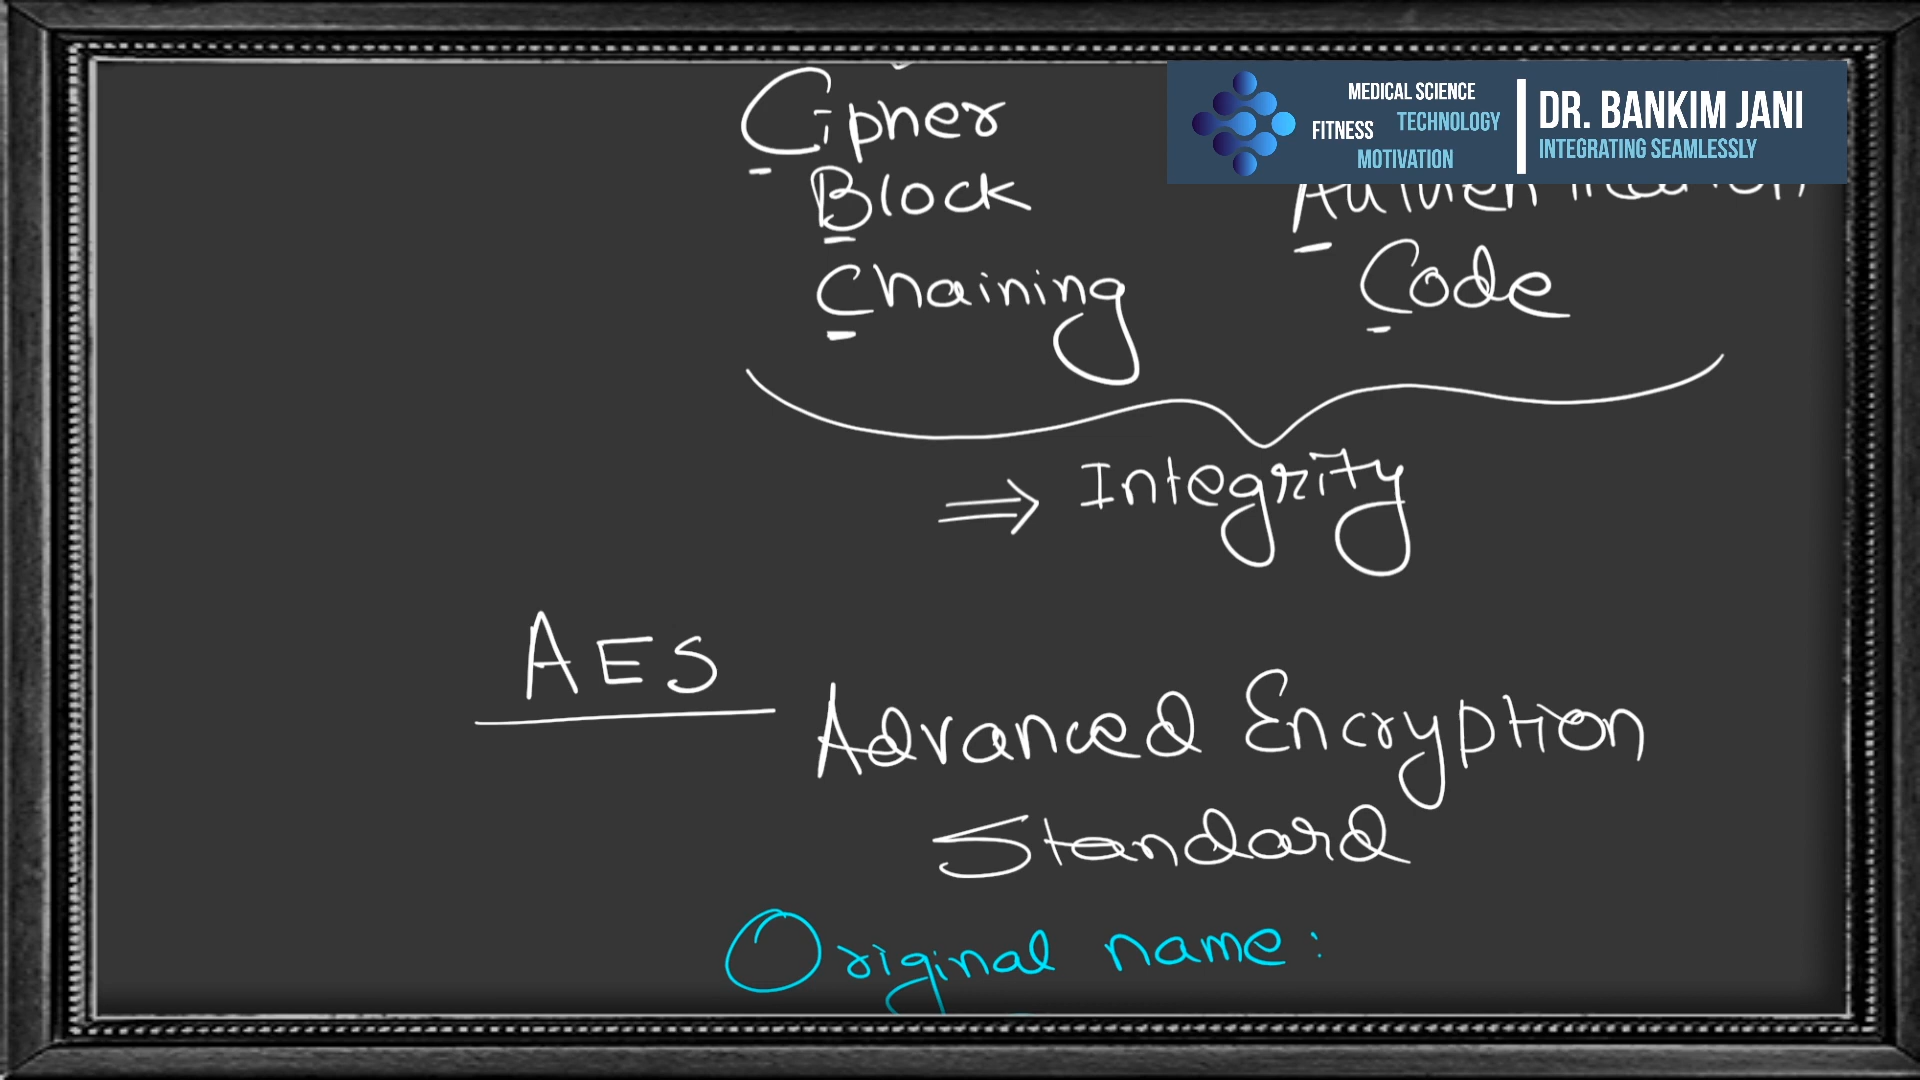 MEDICAL SCIENCE
FITNESS TECHNOLOGY
MOTIVATION
DR. BANKIM JANI
INTEGRATING SEAMLESSLY
Cipher
Block
Chaining
Code
⇒ Integrity
AES
Advanced Encryption
Standard
Original name: